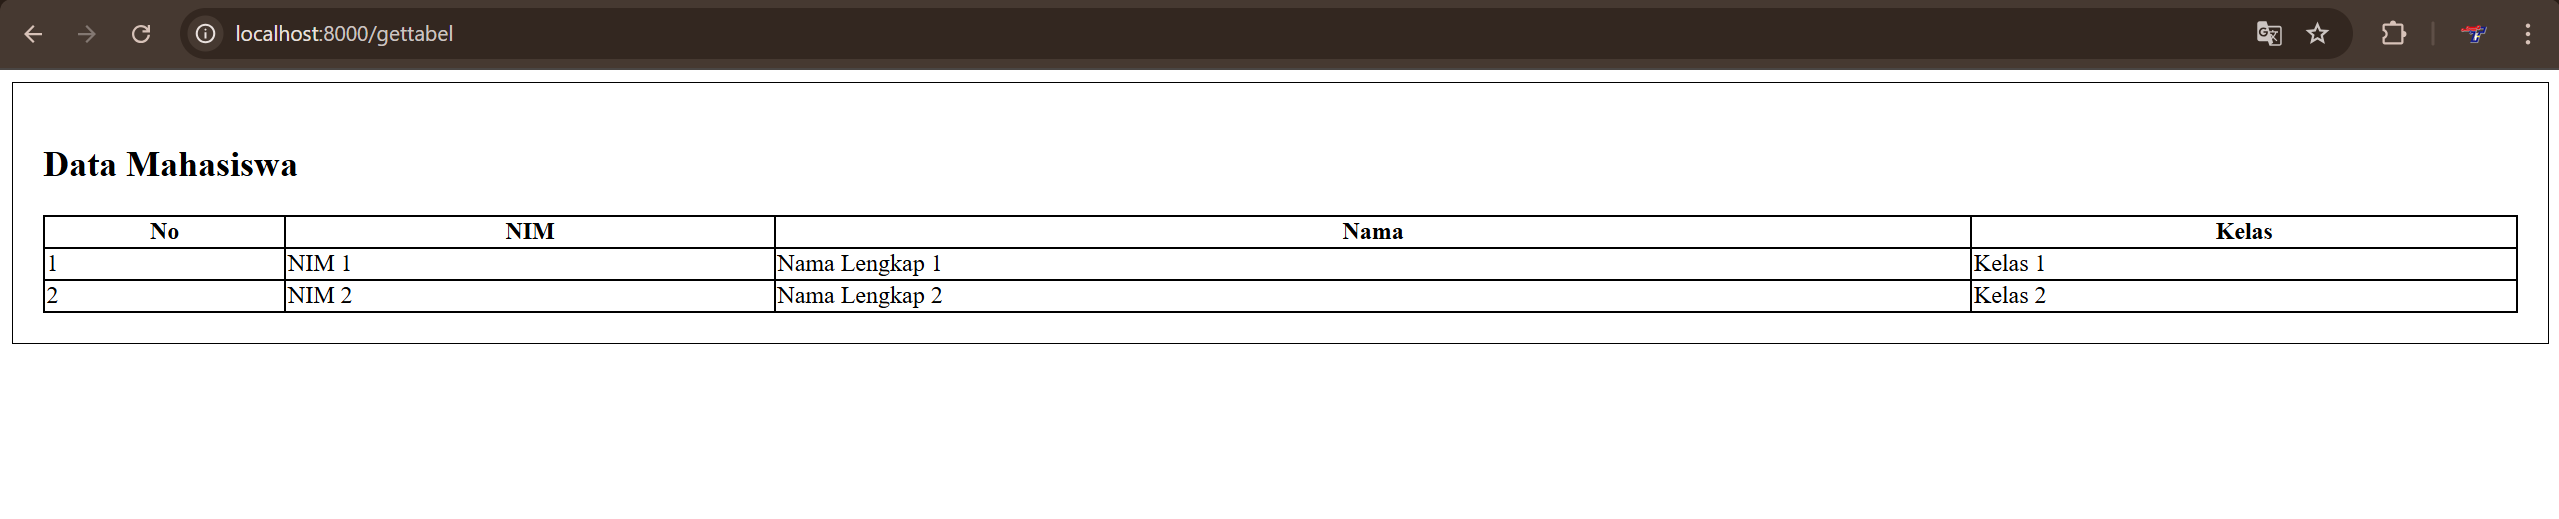 localhost:8000/gettabel
Data Mahasiswa
No NIM Nama Kelas
1 NIM 1 Nama Lengkap 1 Kelas 1
2 NIM 2 Nama Lengkap 2 Kelas 2